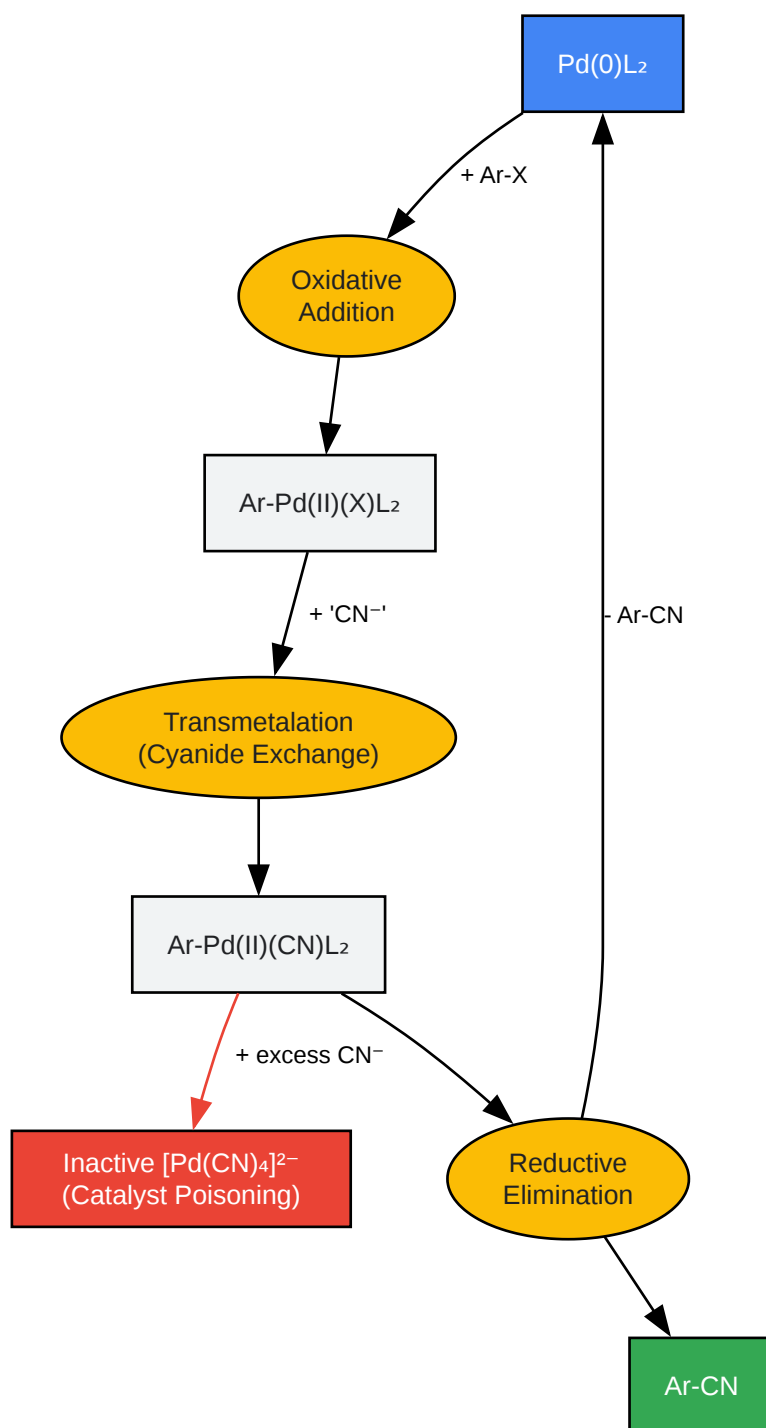 Pd(0)L₂
+ Ar-X
Oxidative
Addition
Ar-Pd(II)(X)L₂
+ 'CN⁻'
- Ar-CN
Transmetalation
(Cyanide Exchange)
Ar-Pd(II)(CN)L₂
+ excess CN⁻
Inactive [Pd(CN)₄]²⁻
(Catalyst Poisoning)
Reductive
Elimination
Ar-CN